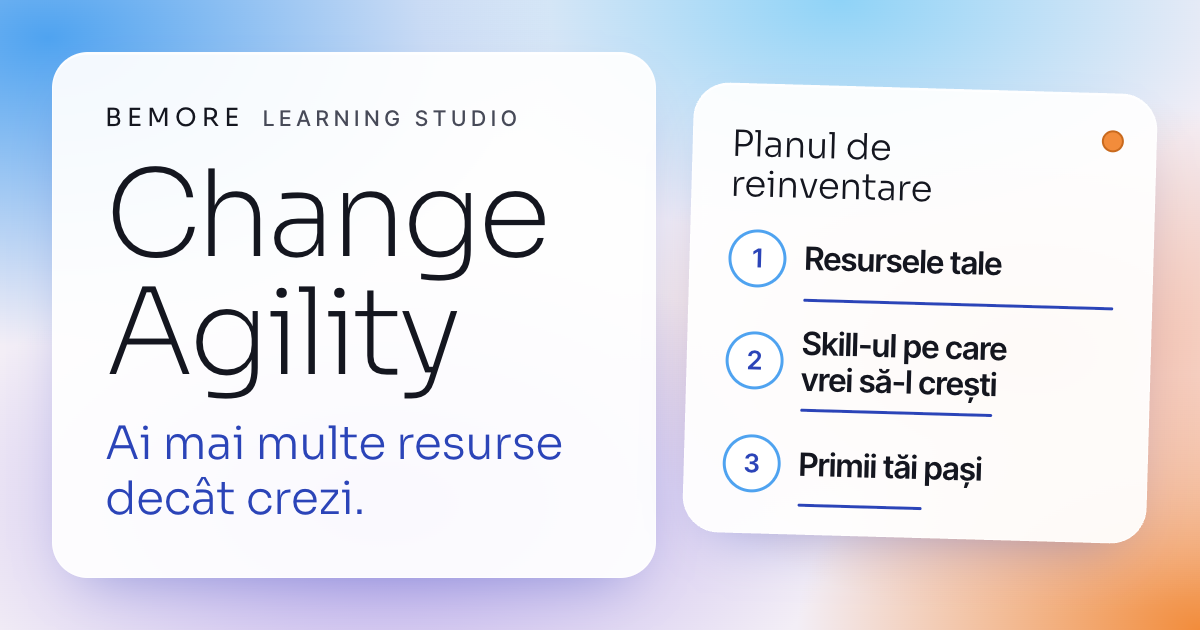 BEMORE LEARNING STUDIO
Change
Agility
Ai mai multe resurse
decât crezi.
Planul de
reinventare
1 Resursele tale
2 Skill-ul pe care
vrei să-l crești
3 Primii tăi pași